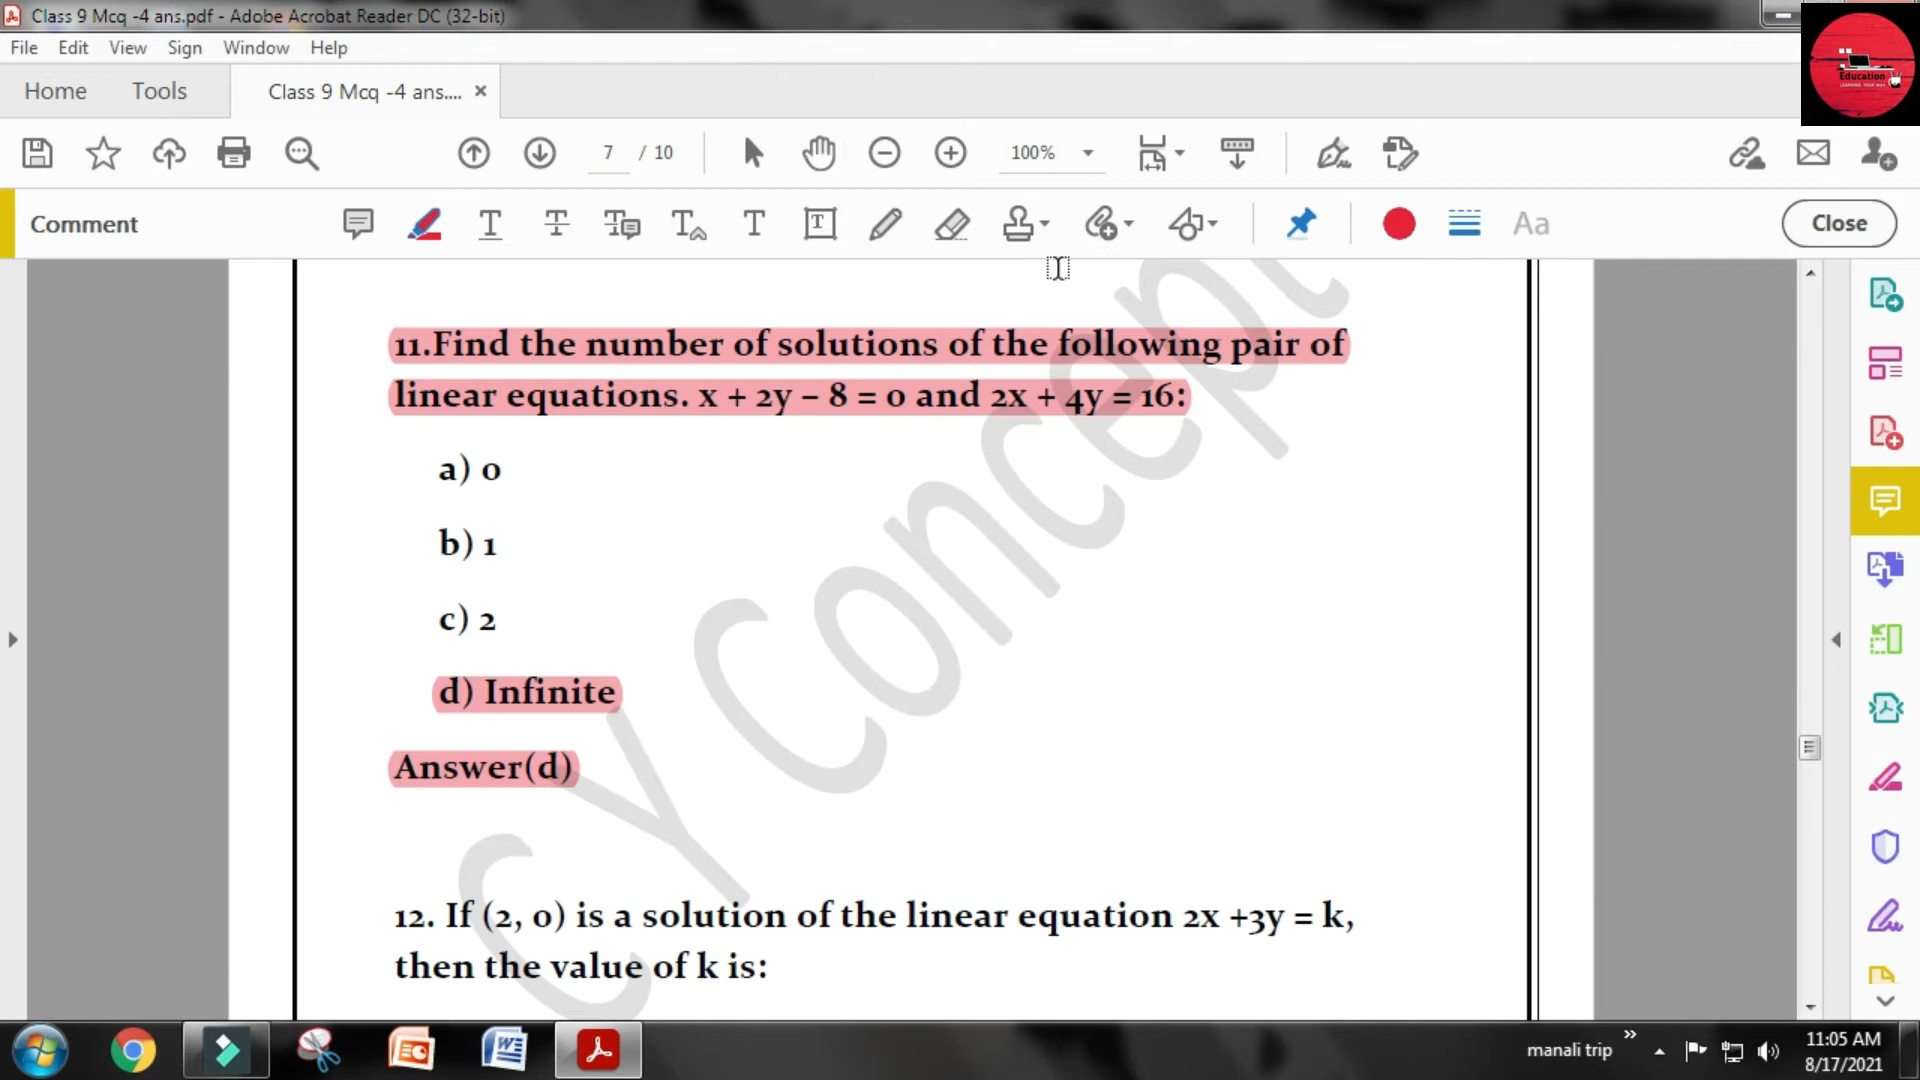 Class 9 Mcq -4 ans.pdf - Adobe Acrobat Reader DC (32-bit)
File Edit View Sign Window Help
Home Tools Class 9 Mcq -4 ans....
Education
7 / 10 100%
Comment Aa Close
11.Find the number of solutions of the following pair of
linear equations. x + 2y – 8 = 0 and 2x + 4y = 16:
a) 0
b) 1
c) 2
d) Infinite
Answer(d)
12. If (2, 0) is a solution of the linear equation 2x +3y = k,
then the value of k is:
CY Concept
manali trip
11:05 AM
8/17/2021